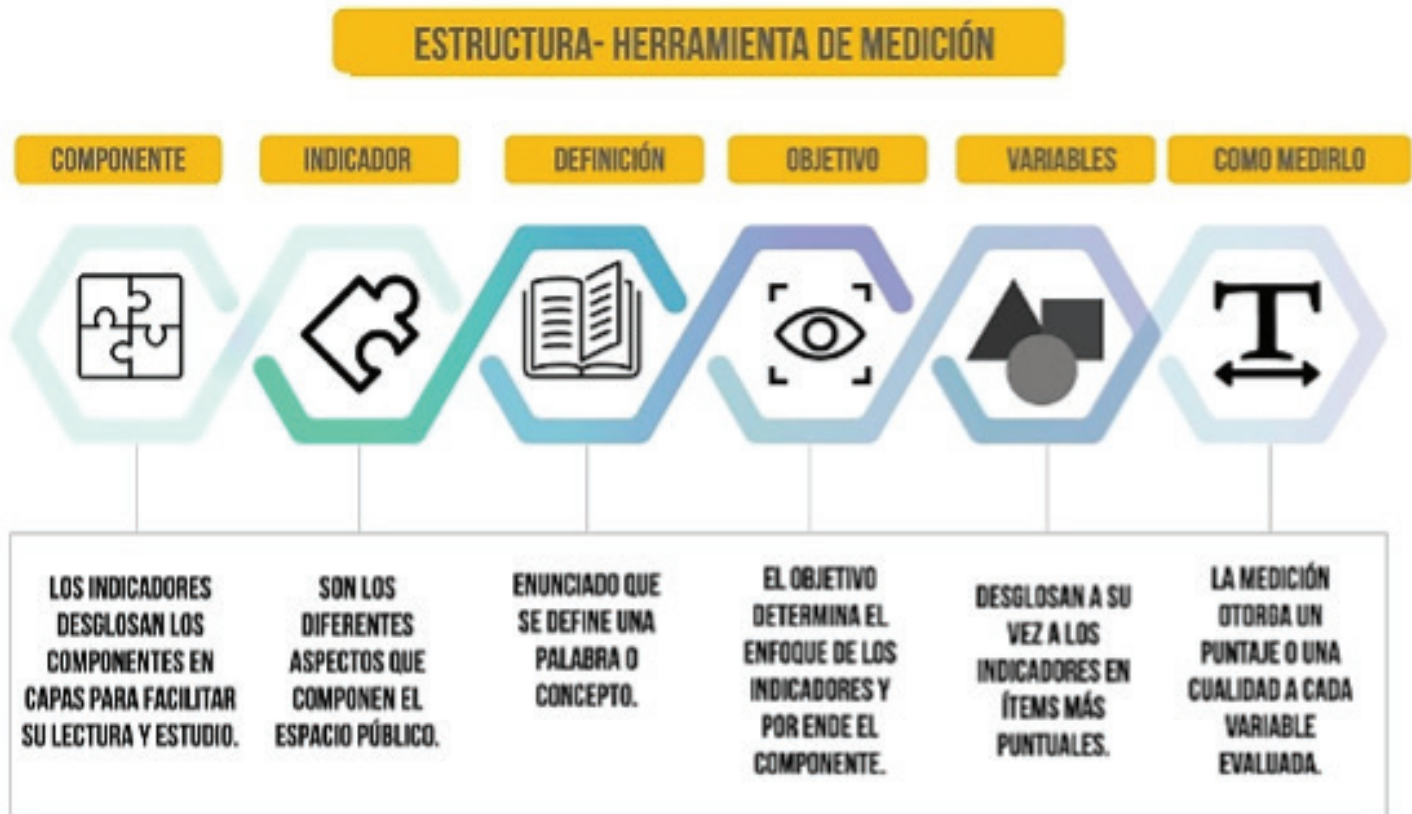 ESTRUCTURA- HERRAMIENTA DE MEDICIÓN
COMPONENTE
INDICADOR
DEFINICIÓN
OBJETIVO
VARIABLES
COMO MEDIRLO
T
LOS INDICADORES
DESGLOSAN LOS
COMPONENTES EN
CAPAS PARA FACILITAR
SU LECTURA Y ESTUDIO.
SON LOS
DIFERENTES
ASPECTOS QUE
COMPONEN EL
ESPACIO PÚBLICO.
ENUNCIADO QUE
SE DEFINE UNA
PALABRA O
CONCEPTO.
EL OBJETIVO
DETERMINA EL
ENFOQUE DE LOS
INDICADORES Y
POR ENDE EL
COMPONENTE.
DESGLOSAN A SU
VEZ A LOS
INDICADORES EN
ÍTEMS MÁS
PUNTUALES.
LA MEDICIÓN
OTORGA UN
PUNTAJE O UNA
CUALIDAD A CADA
VARIABLE
EVALUADA.